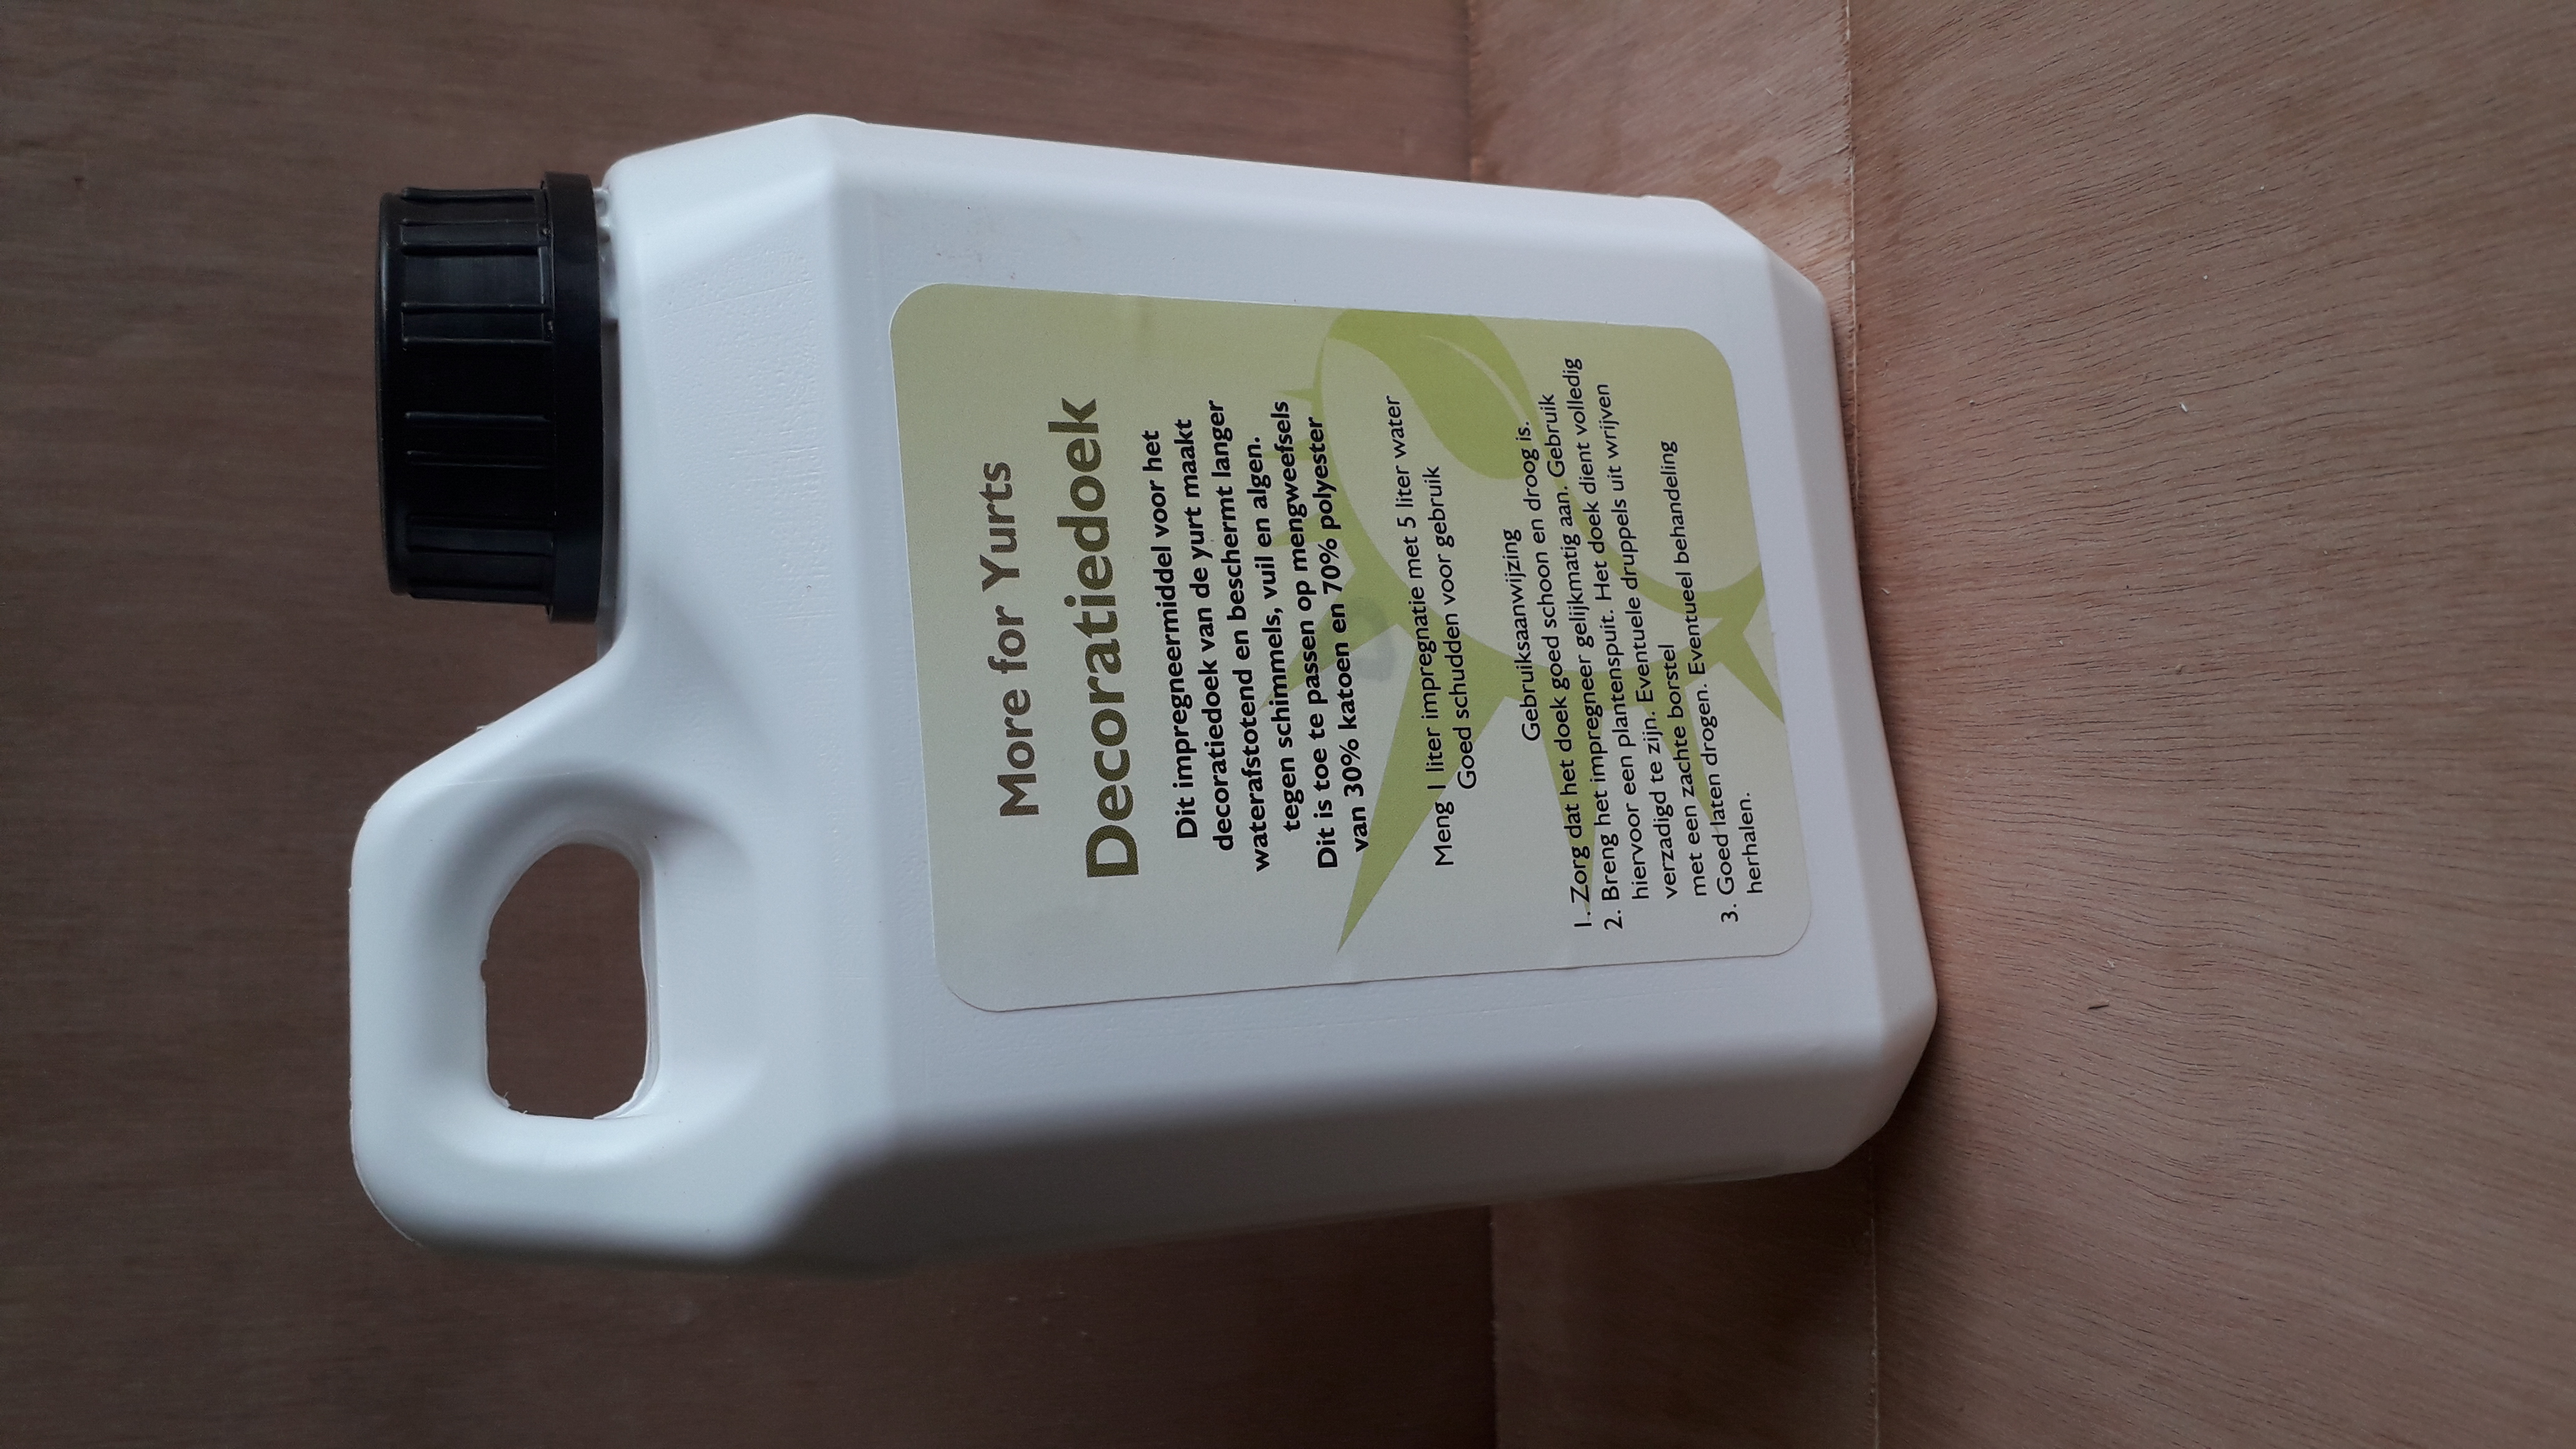 More for Yurts
Decoratiedoek
Dit impregneermiddel voor het
decoratiedoek van de yurt maakt
waterafstotend en beschermt langer
tegen schimmels, vuil en algen.
Dit is toe te passen op mengweefsels
van 30% katoen en 70% polyester
Meng 1 liter impregnatie met 5 liter water
Goed schudden voor gebruik
Gebruiksaanwijzing
1. Zorg dat het doek goed schoon en droog is.
2. Breng het impregneer gelijkmatig aan. Gebruik
hiervoor een plantenspuit. Het doek dient volledig
verzadigd te zijn. Eventuele druppels uit wrijven
met een zachte borstel
3. Goed laten drogen. Eventueel behandeling
herhalen.